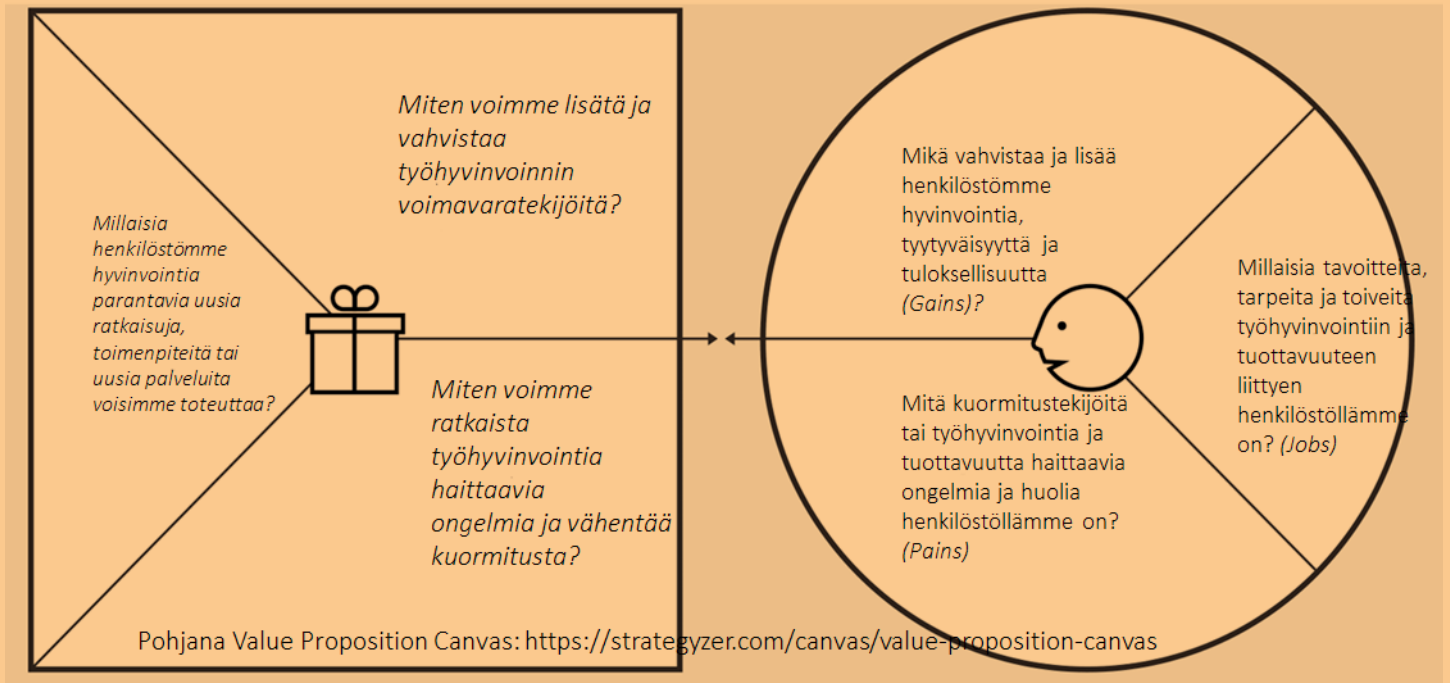 Miten voimme lisätä ja
vahvistaa
työhyvinvoinnin
voimavaratekijöitä?
Millaisia
henkilöstömme
hyvinvointia
parantavia uusia
ratkaisuja,
toimenpiteitä tai
uusia palveluita
voisimme toteuttaa?
Miten voimme
ratkaista
työhyvinvointia
haittaavia
ongelmia ja vähentää
kuormitusta?
Mikä vahvistaa ja lisää
henkilöstömme
hyvinvointia,
tyytyväisyyttä ja
tuloksellisuutta
(Gains)?
Mitä kuormitustekijöitä
tai työhyvinvointia ja
tuottavuutta haittaavia
ongelmia ja huolia
henkilöstöllämme on?
(Pains)
Millaisia tavoitteita,
tarpeita ja toiveita
työhyvinvointiin ja
tuottavuuteen
liittyen
henkilöstöllämme
on? (Jobs)
Pohjana Value Proposition Canvas: https://strategyzer.com/canvas/value-proposition-canvas